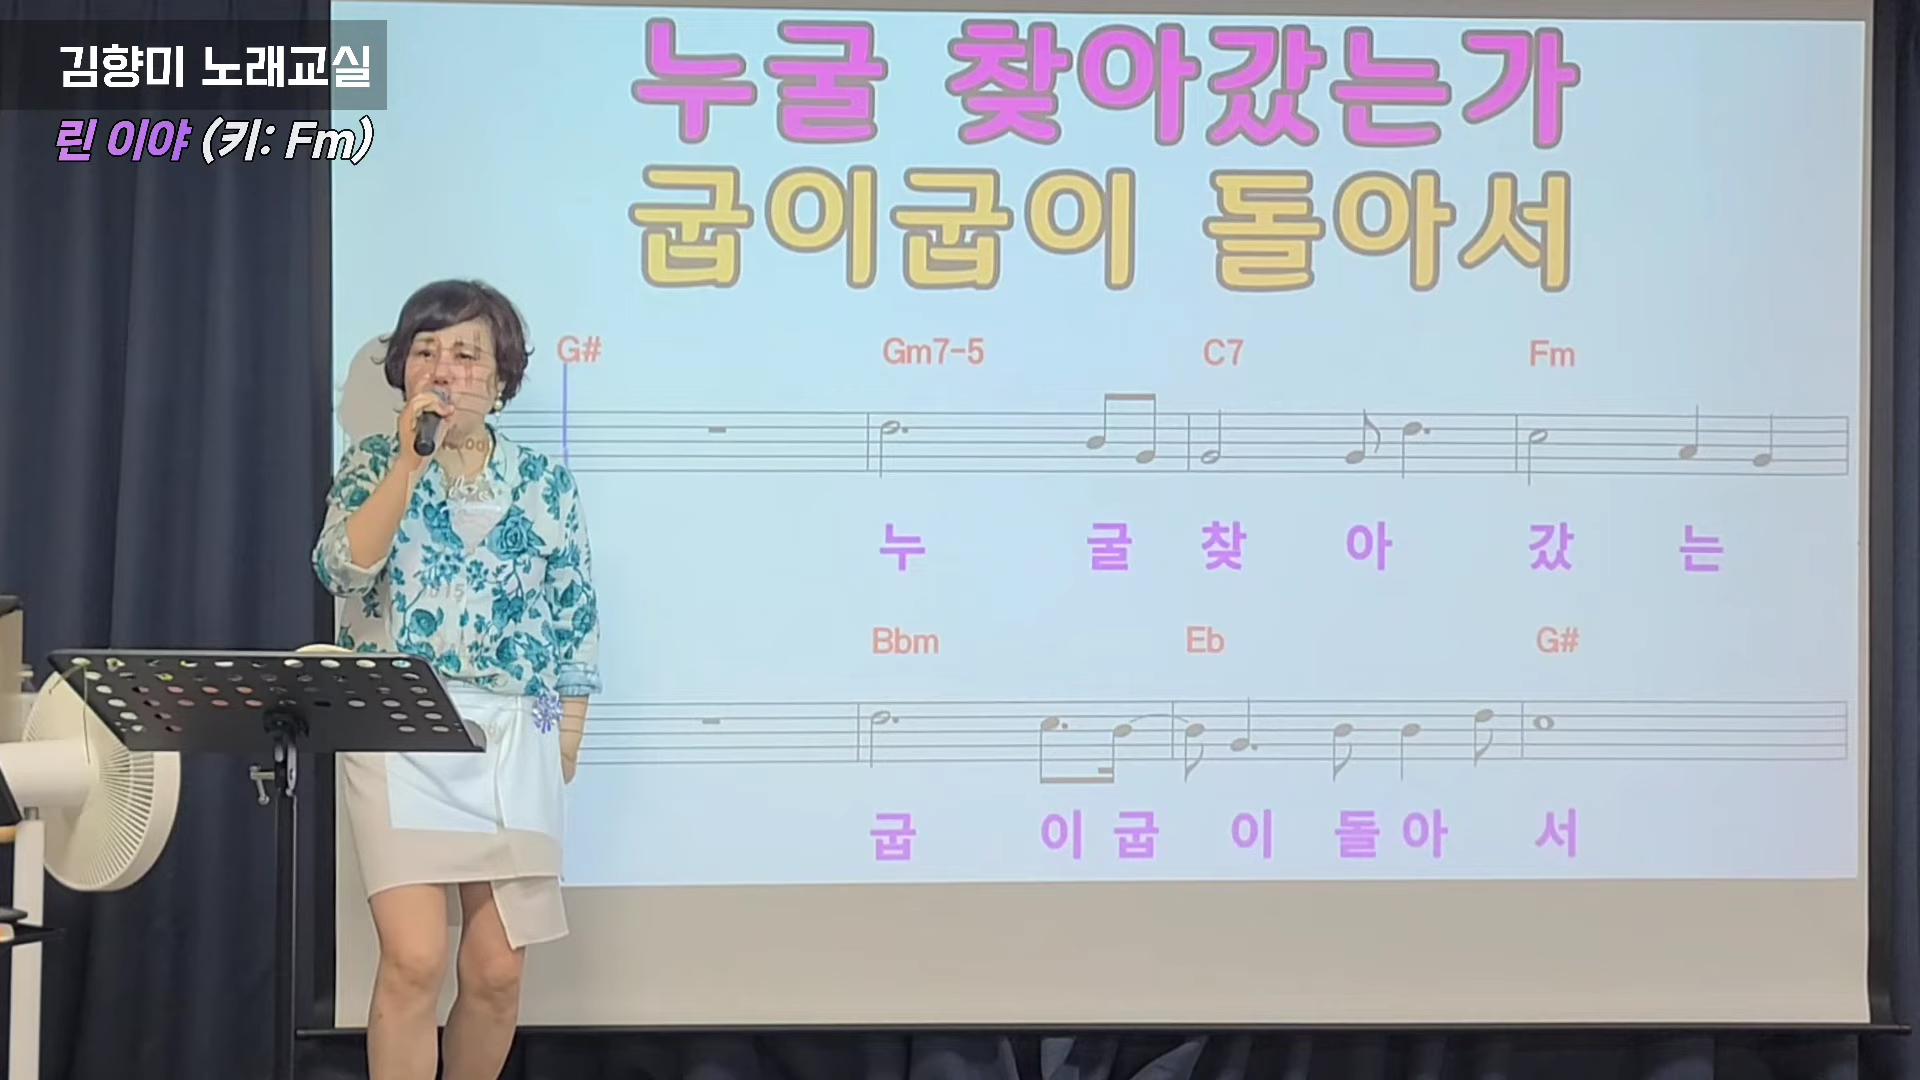 김향미 노래교실
린 이야 (키: Fm)
누굴 찾아갔는가
굽이굽이 돌아서
G# Gm7-5 C7 Fm
누 굴 찾 아 갔 는
Bbm Eb G#
굽 이 굽 이 돌 아 서